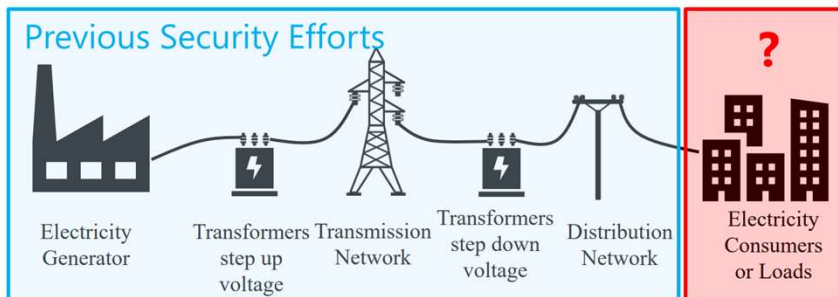 Previous Security Efforts
?
Electricity
Generator
Transformers
step up
voltage
Transmission
Network
Transformers
step down
voltage
Distribution
Network
Electricity
Consumers
or Loads